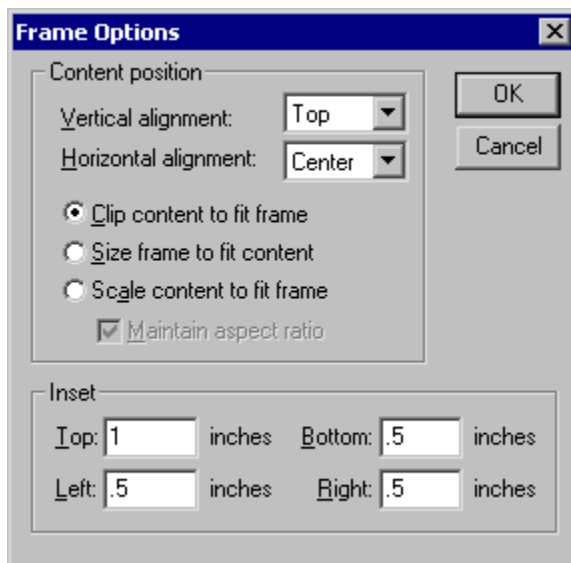 Frame Options
Content position
Vertical alignment: Top
Horizontal alignment: Center
Clip content to fit frame
Size frame to fit content
Scale content to fit frame
Maintain aspect ratio
OK
Cancel
Inset
Top: 1 inches Bottom: .5 inches
Left: .5 inches Right: .5 inches